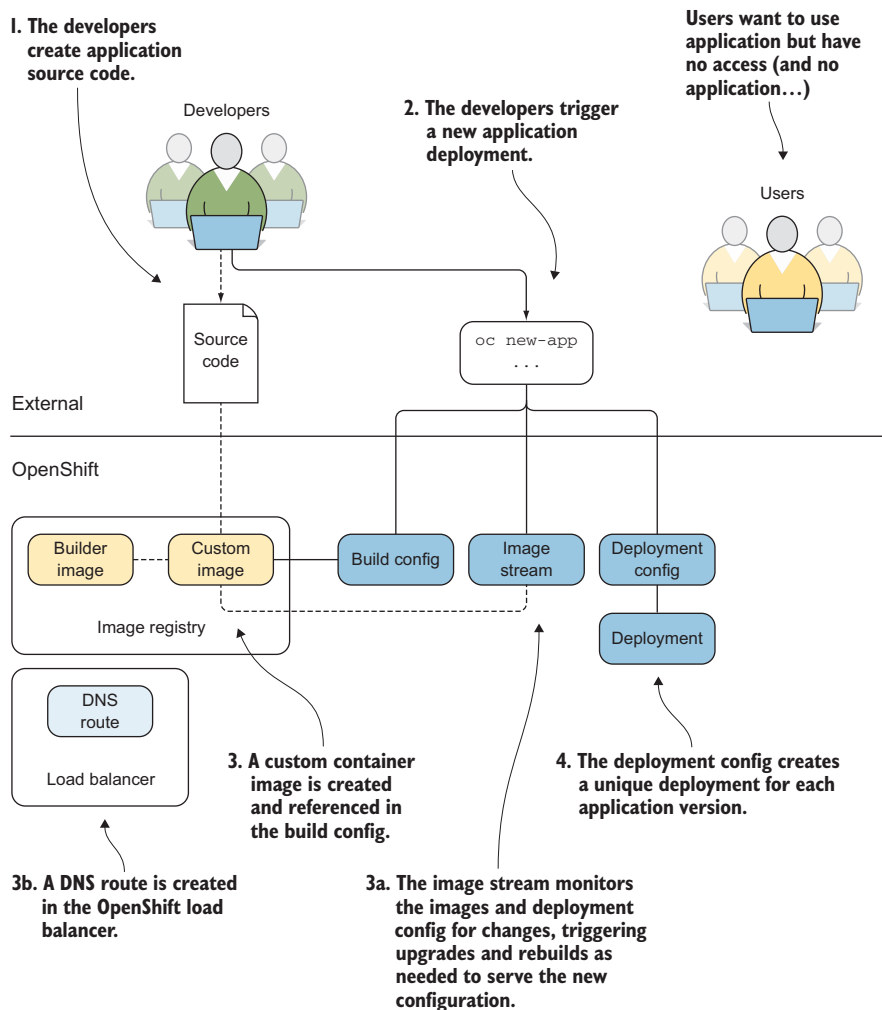 1. The developers
create application
source code.
Users want to use
application but have
no access (and no
application…)
Developers
2. The developers trigger
a new application
deployment.
Users
Source
code
oc new-app
...
External
OpenShift
Builder
image
Custom
image
Build config
Image
stream
Deployment
config
Image registry
Deployment
DNS
route
Load balancer
3. A custom container
image is created
and referenced in
the build config.
4. The deployment config creates
a unique deployment for each
application version.
3b. A DNS route is created
in the OpenShift load
balancer.
3a. The image stream monitors
the images and deployment
config for changes, triggering
upgrades and rebuilds as
needed to serve the new
configuration.